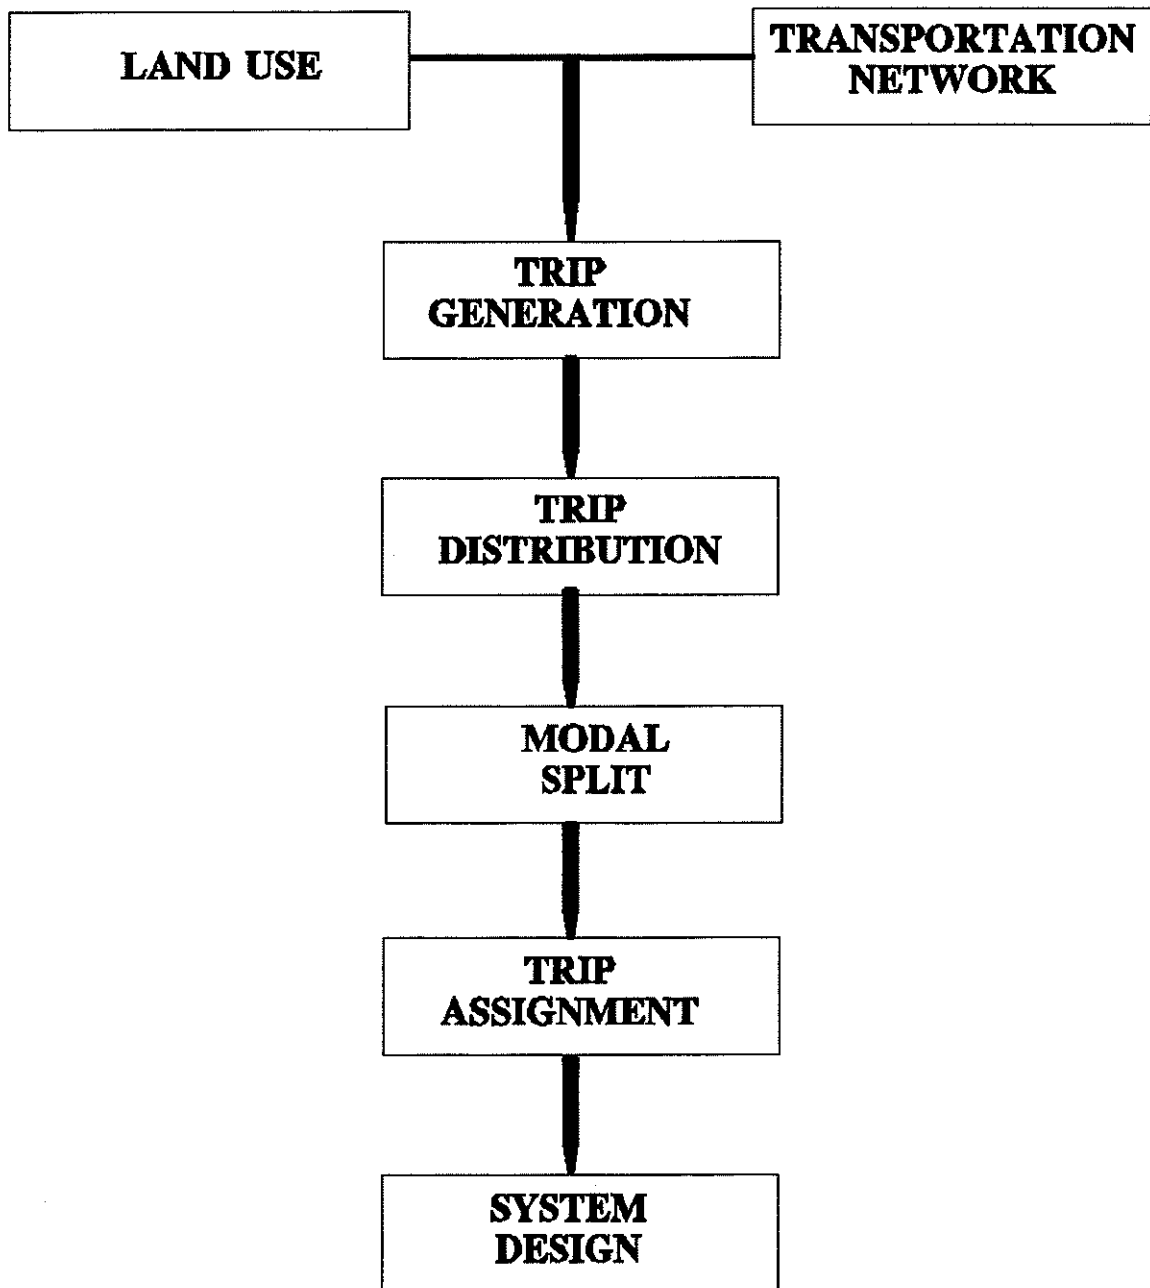 LAND USE
TRANSPORTATION
NETWORK
TRIP
GENERATION
TRIP
DISTRIBUTION
MODAL
SPLIT
TRIP
ASSIGNMENT
SYSTEM
DESIGN